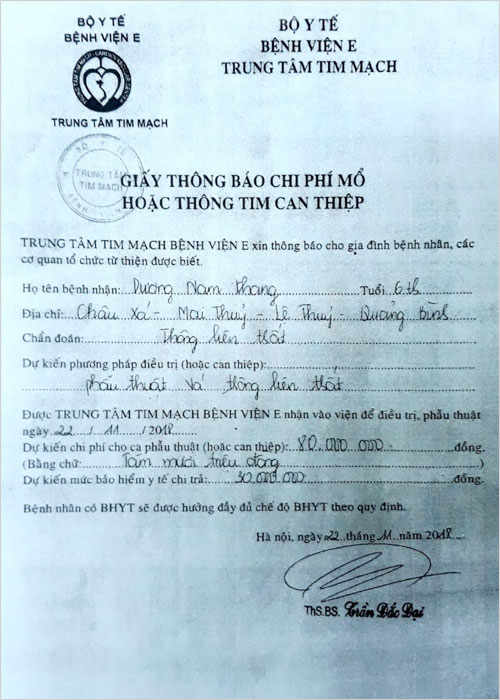 BỘ Y TẾ
BỆNH VIỆN E
TRUNG TÂM TIM MẠCH
BỘ Y TẾ
BỆNH VIỆN E
TRUNG TÂM TIM MẠCH
TRUNG TÂM
TIM MẠCH
GIẤY THÔNG BÁO CHI PHÍ MỔ
HOẶC THÔNG TIM CAN THIỆP
TRUNG TÂM TIM MẠCH BỆNH VIỆN E xin thông báo cho gia đình bệnh nhân, các
cơ quan tổ chức từ thiện được biết.
Họ tên bệnh nhân: Dương Nam Khang Tuổi 6 th
Địa chỉ: Châu Xá - Mai Thuỷ - Lệ Thuỷ - Quảng Bình
Chẩn đoán: Thông liên thất
Dự kiến phương pháp điều trị (hoặc can thiệp):
phẫu thuật vá thông liên thất
Được TRUNG TÂM TIM MẠCH BỆNH VIỆN E nhận vào viện để điều trị, phẫu thuật
ngày 22 / 11 / 2018
Dự kiến chi phí cho ca phẫu thuật (hoặc can thiệp): 80.000.000 đồng.
(Bằng chữ: Tám mươi triệu đồng )
Dự kiến mức bảo hiểm y tế chi trả: 30.000.000 đồng.
Bệnh nhân có BHYT sẽ được hưởng đầy đủ chế độ BHYT theo quy định.
Hà nội, ngày 22 tháng 11 năm 2018
ThS.BS. Trần Đắc Đại